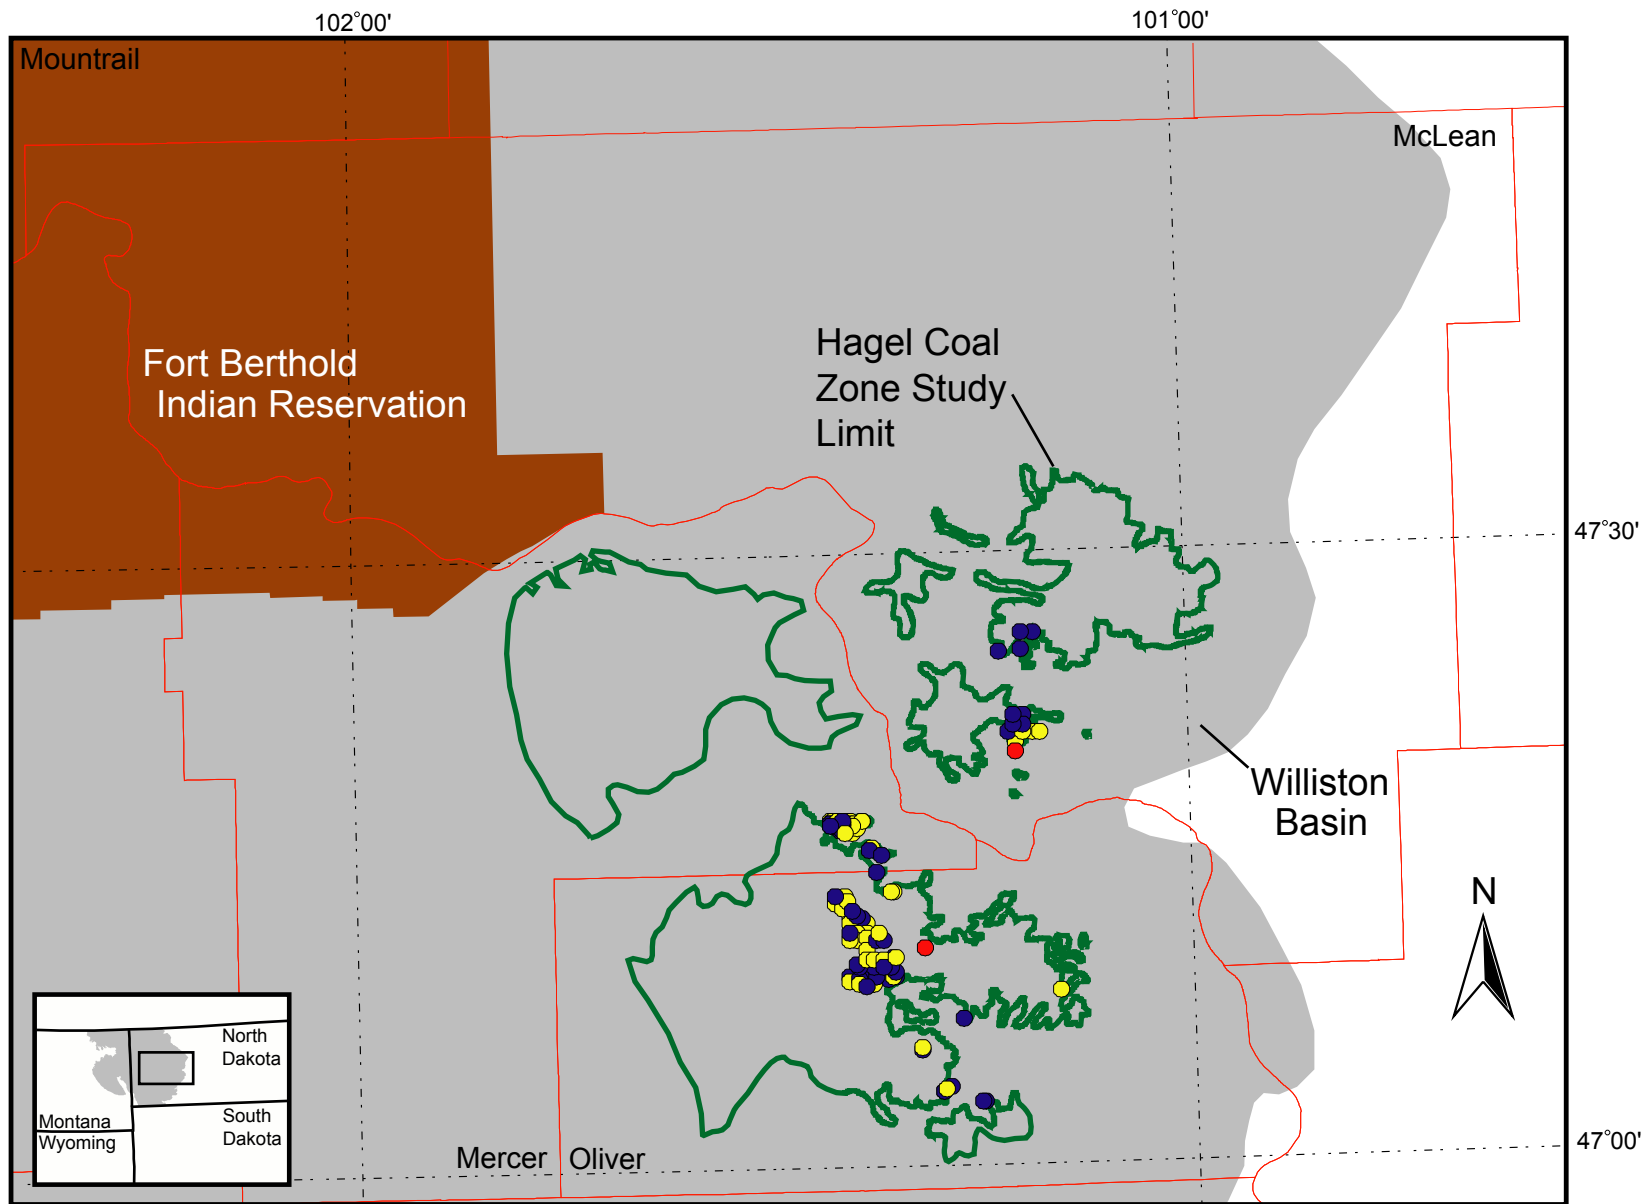 102°00'
101°00'
Mountrail
McLean
Hagel Coal
Zone Study
Limit
Fort Berthold
Indian Reservation
47°30'
Williston
Basin
N
North
Dakota
South
Dakota
Montana
Wyoming
Mercer
Oliver
47°00'